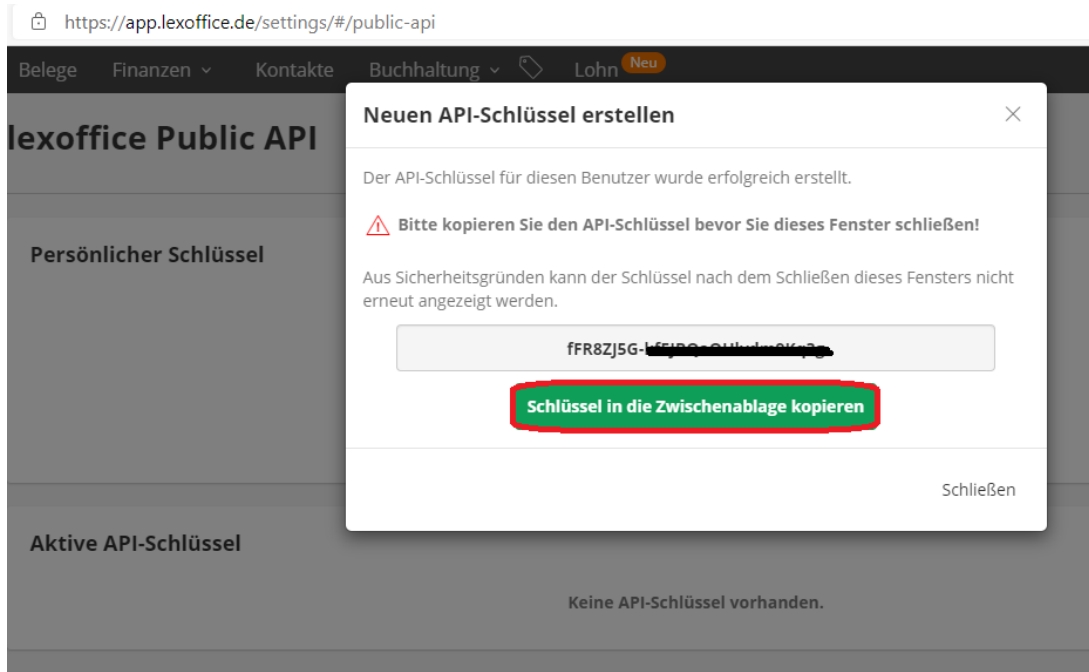 https://app.lexoffice.de/settings/#/public-api
Belege Finanzen Kontakte Buchhaltung Lohn Neu
lexoffice Public API
Neuen API-Schlüssel erstellen
Der API-Schlüssel für diesen Benutzer wurde erfolgreich erstellt.
Bitte kopieren Sie den API-Schlüssel bevor Sie dieses Fenster schließen!
Persönlicher Schlüssel
Aus Sicherheitsgründen kann der Schlüssel nach dem Schließen dieses Fensters nicht
erneut angezeigt werden.
fFR8ZJ5G-
Schlüssel in die Zwischenablage kopieren
Schließen
Aktive API-Schlüssel
Keine API-Schlüssel vorhanden.